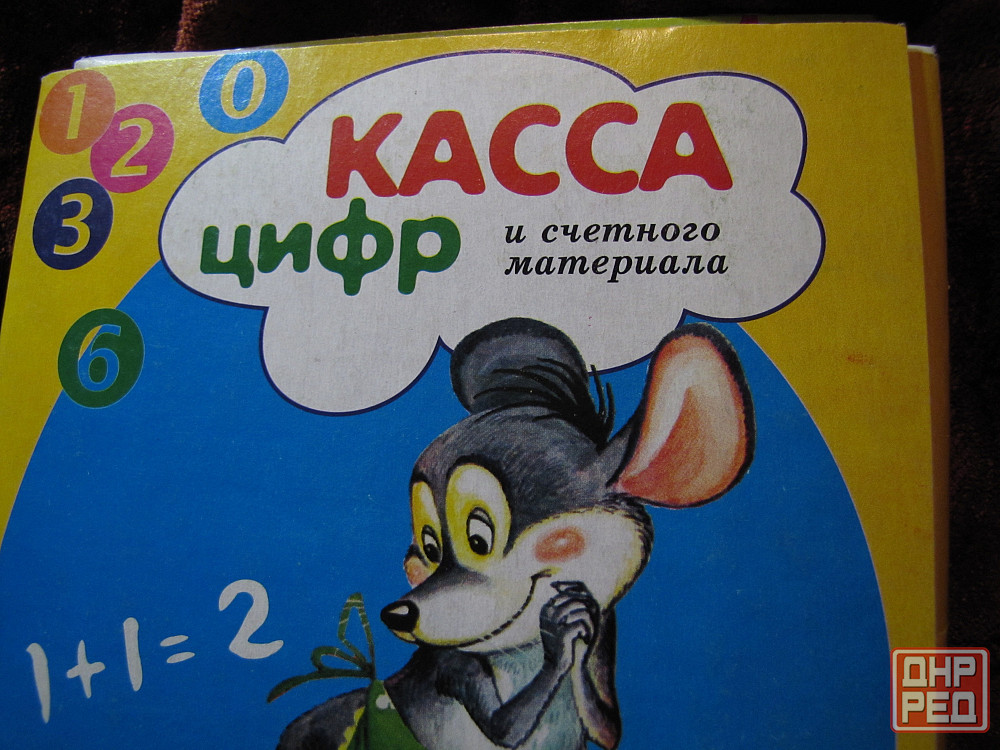 0
1
2
3
6
КАССА
цифр
и счетного
материала
1+1=2
ДНР
РЕД